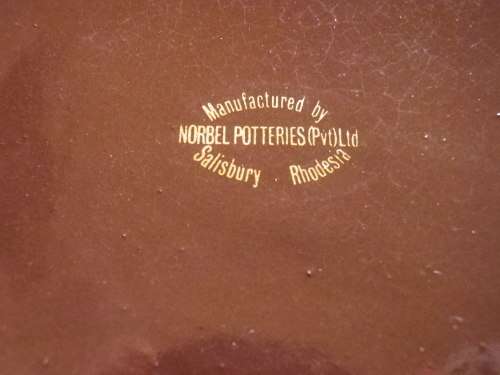 Manufactured by
NORBEL POTTERIES (Pvt) Ltd
Salisbury . Rhodesia